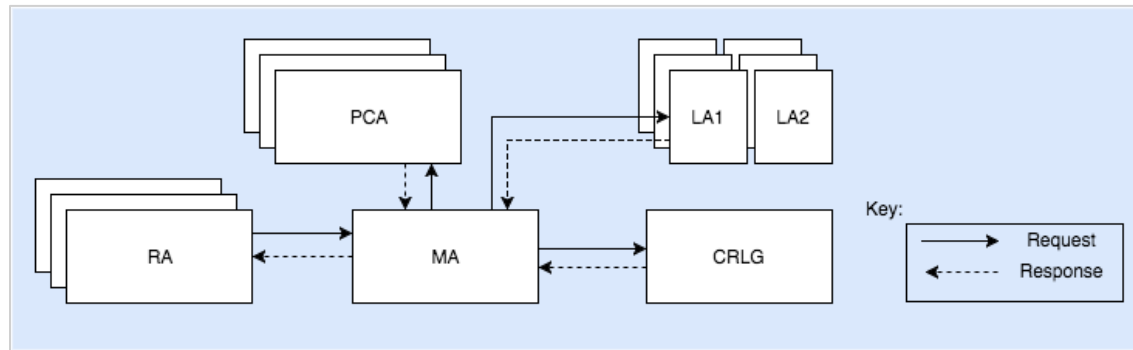 PCA
LA1
LA2
RA
MA
CRLG
Key:
Request
Response